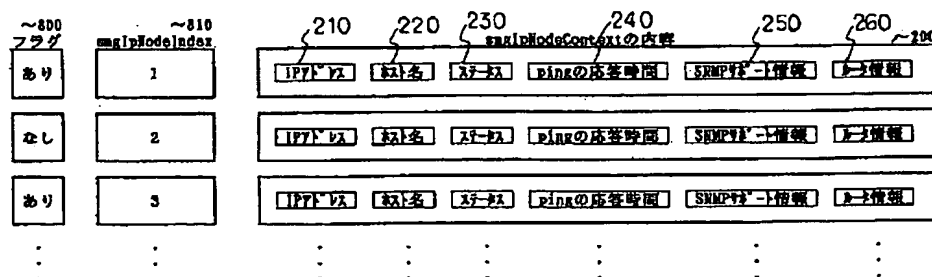 ~800 ~810 210 220 230 240 250 260
フラグ smgIpNodeIndex smgIpNodeContextの内容 ~200
あり 1 IPアドレス ホスト名 ステータス pingの応答時間 SNMPサポート情報 ルータ情報
なし 2 IPアドレス ホスト名 ステータス pingの応答時間 SNMPサポート情報 ルータ情報
あり 3 IPアドレス ホスト名 ステータス pingの応答時間 SNMPサポート情報 ルータ情報